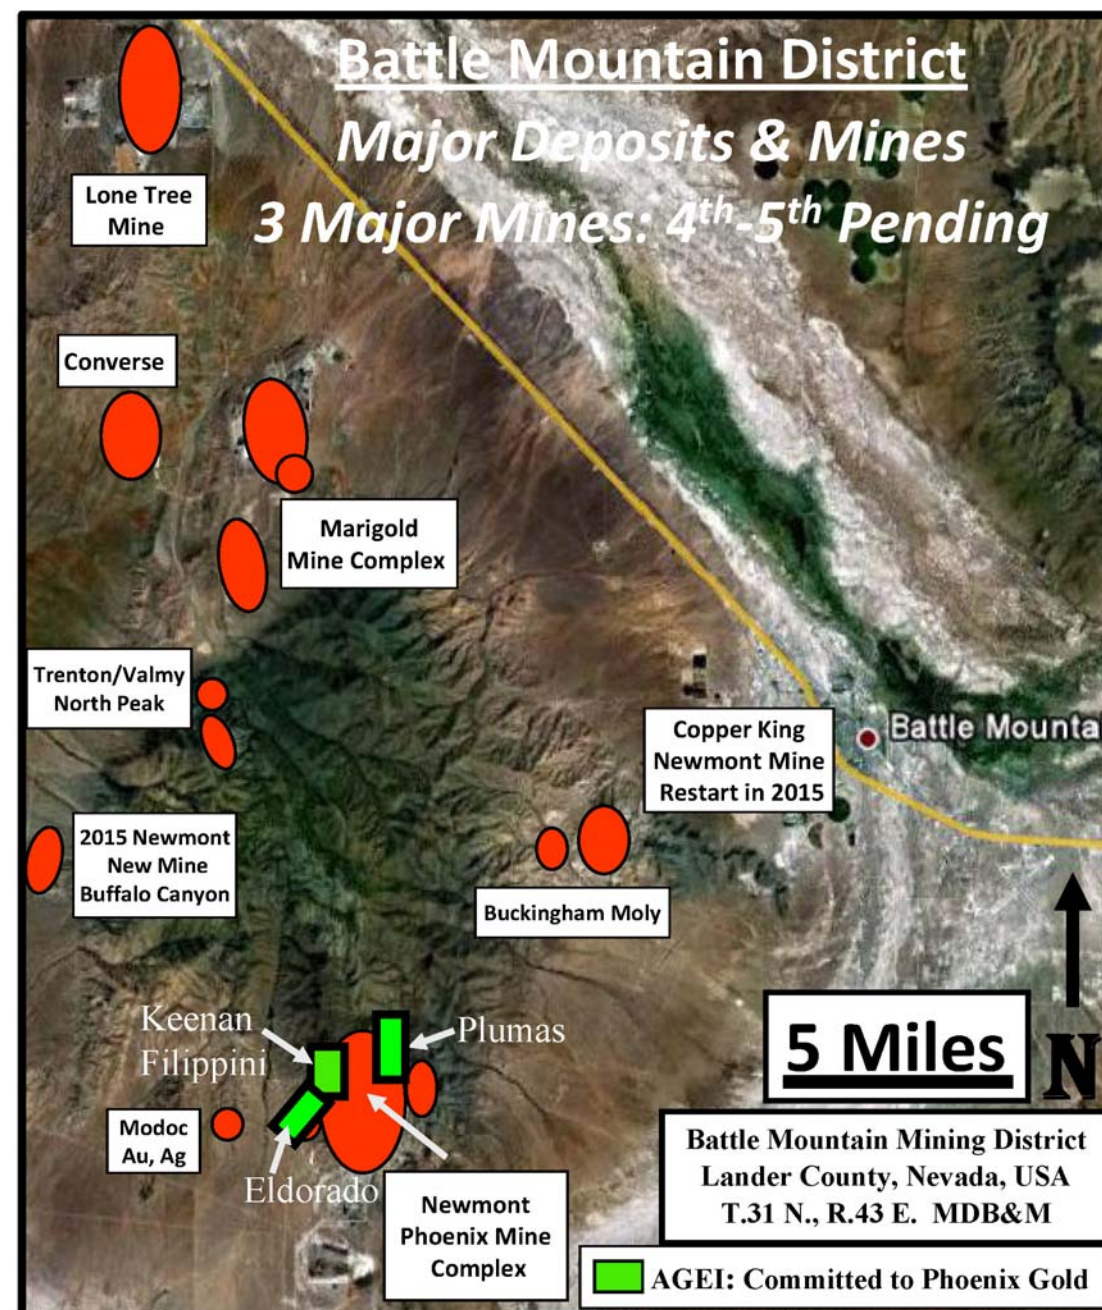 Battle Mountain District
Major Deposits & Mines
3 Major Mines: 4th-5th Pending
Lone Tree
Mine
Converse
Marigold
Mine Complex
Trenton/Valmy
North Peak
Copper King
Newmont Mine
Restart in 2015
Battle Mounta
2015 Newmont
New Mine
Buffalo Canyon
Buckingham Moly
Keenan
Filippini
Plumas
5 Miles
N
Modoc
Au, Ag
Eldorado
Newmont
Phoenix Mine
Complex
Battle Mountain Mining District
Lander County, Nevada, USA
T.31 N., R.43 E. MDB&M
AGEI: Committed to Phoenix Gold